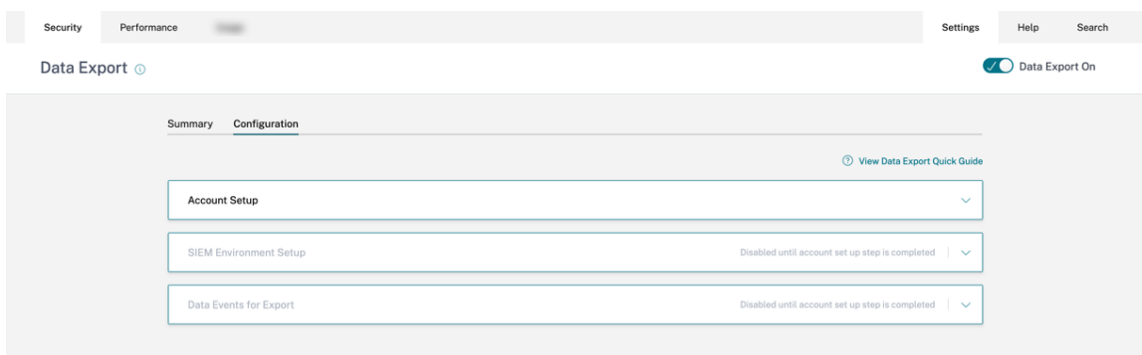 Security Performance Settings Help Search
Data Export Data Export On
Summary Configuration
View Data Export Quick Guide
Account Setup
SIEM Environment Setup Disabled until account set up step is completed
Data Events for Export Disabled until account set up step is completed